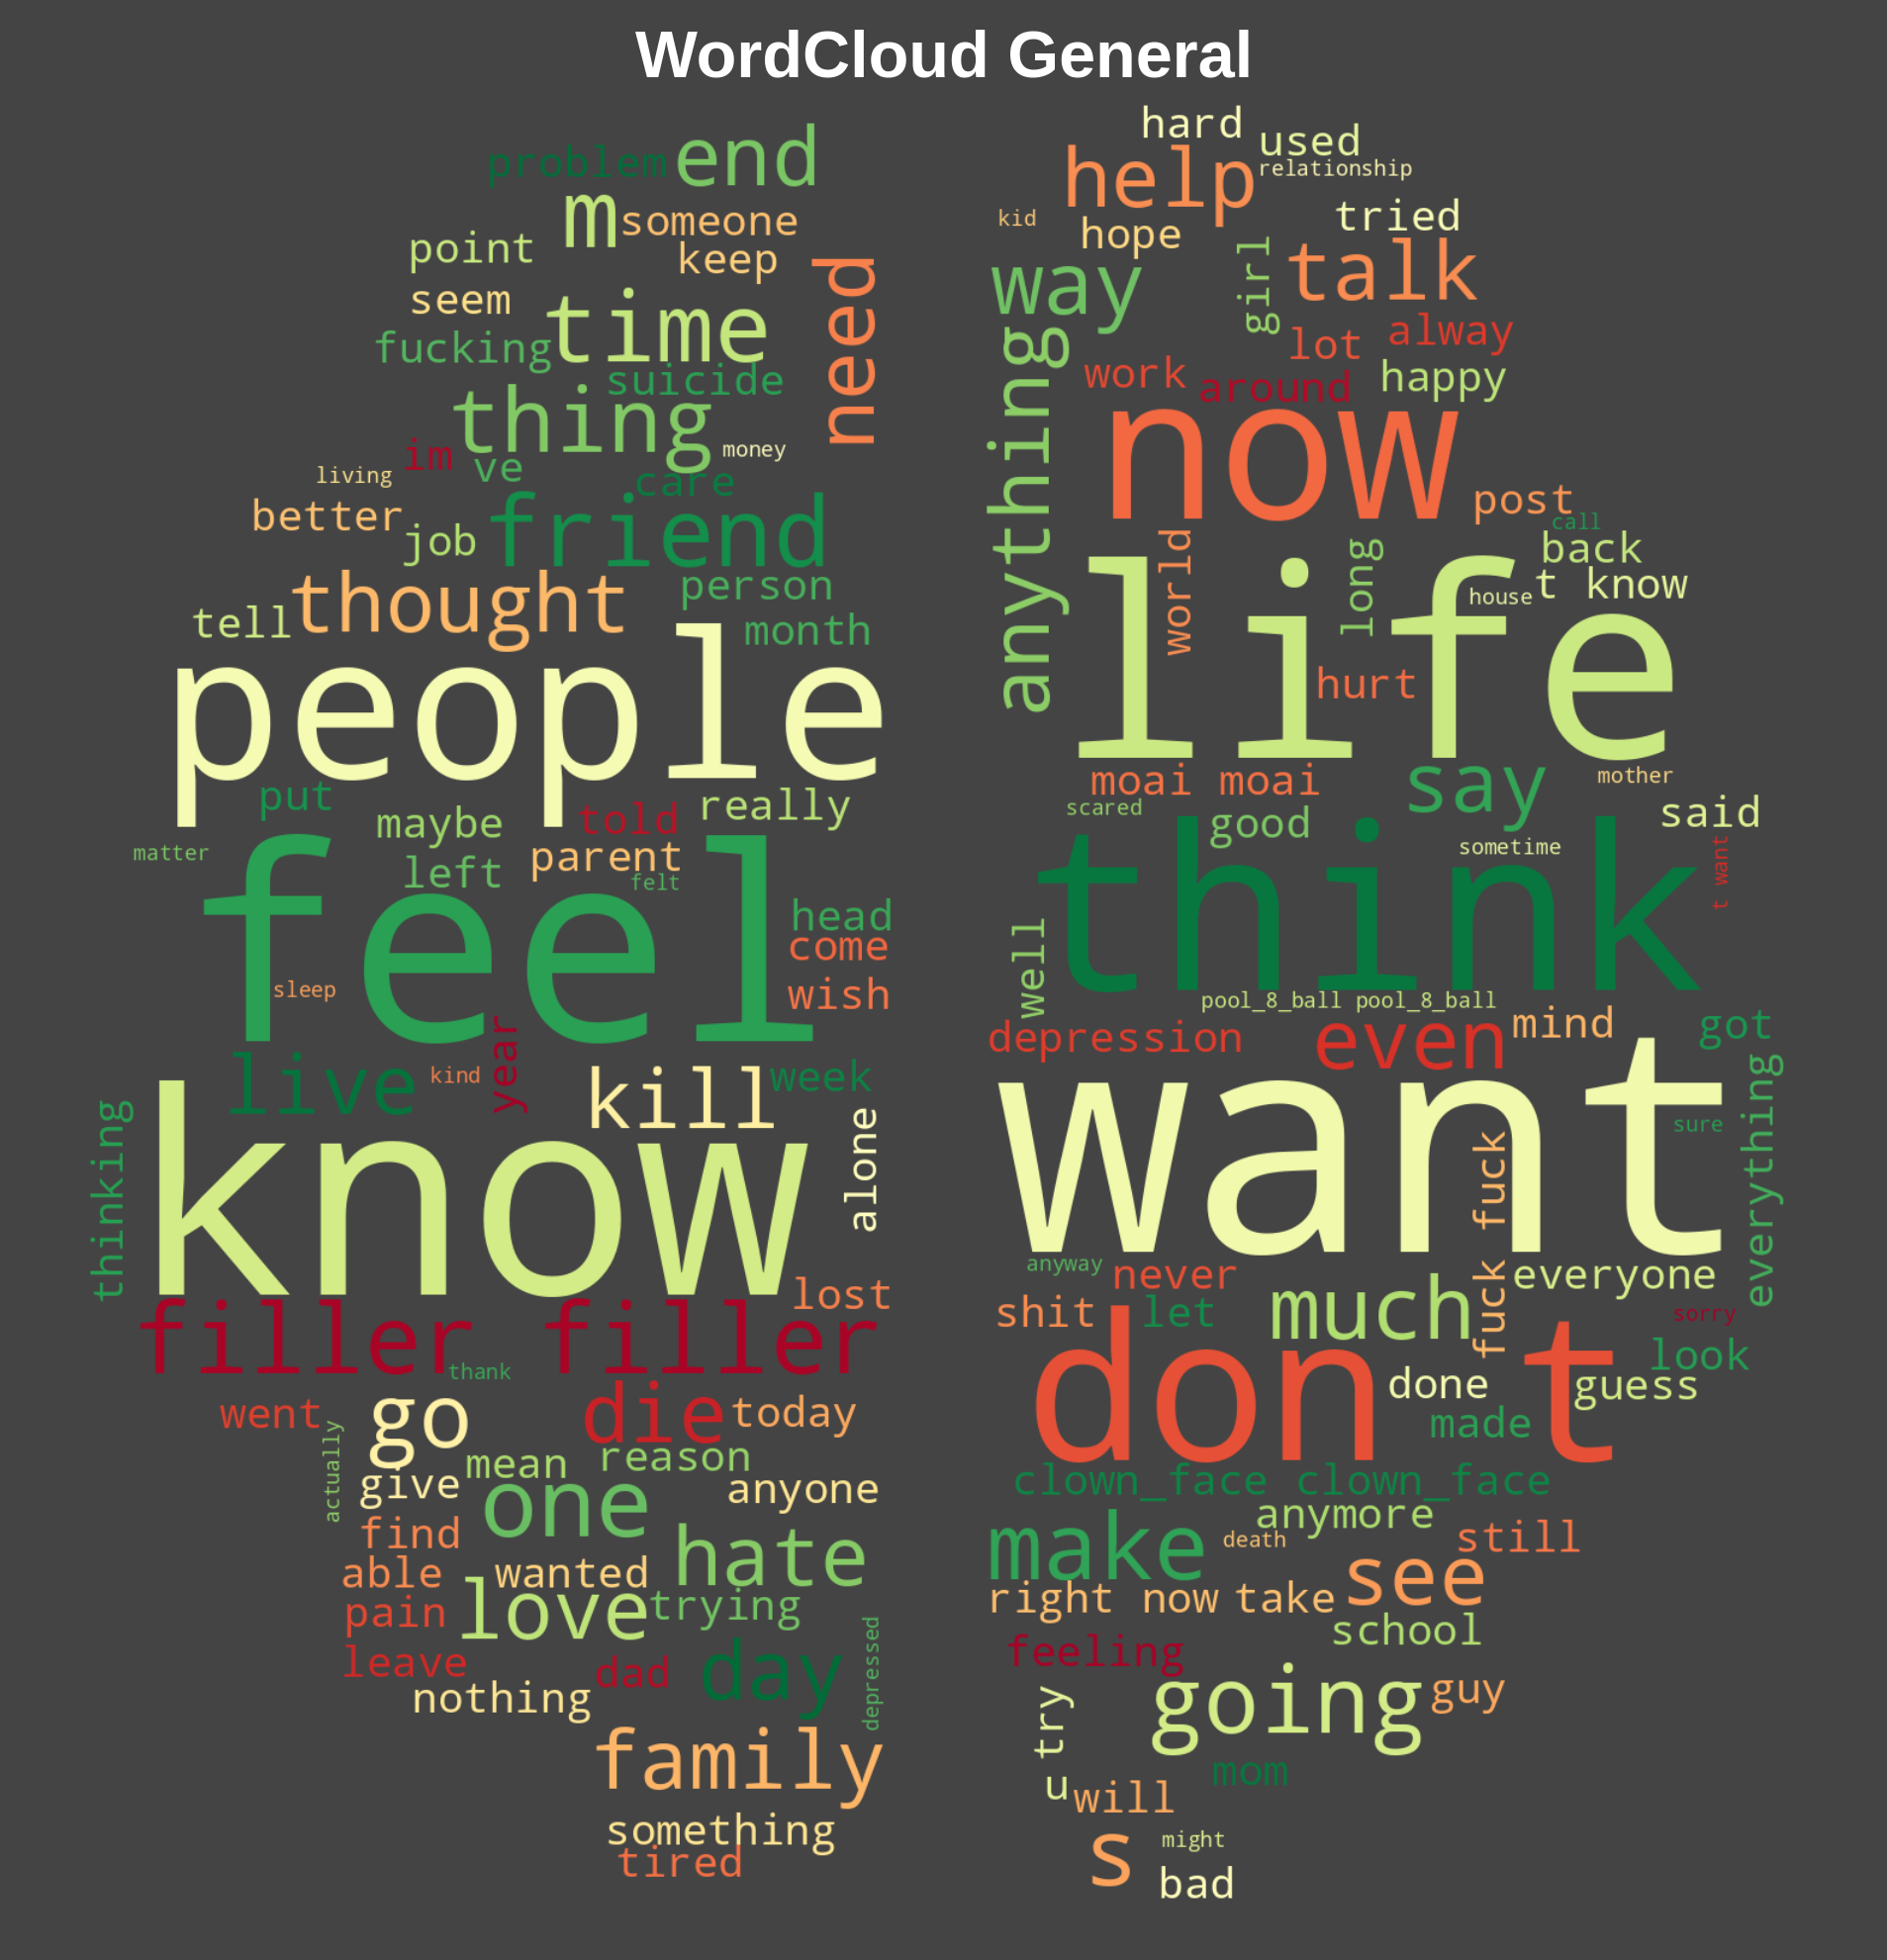 WordCloud General
problem
end
m
someone
point
keep
need
seem
time
fucking
suicide
thing
im
ve
money
living
care
better
job
friend
thought
person
tell
month
people
put
maybe
told
really
matter
left
parent
felt
feel
head
come
sleep
wish
live
kind
year
kill
week
thinking
know
alone
lost
filler filler
thank
went
go
die
today
actually
mean
reason
give
one
anyone
find
hate
able
wanted
love
trying
pain
leave
dad
day
depressed
nothing
family
something
tired
hard
used
help
relationship
kid
hope
tried
way
girl
talk
anything
lot
alway
work
around
happy
now
post
call
world
long
back
life
house
t know
hurt
moai moai
say
mother
scared
good
said
think
sometime
t want
well
pool_8_ball pool_8_ball
depression
even
mind
got
want
sure
everything
fuck fuck
anyway
never
everyone
shit
let
much
sorry
don t
look
done
guess
made
clown_face clown_face
anymore
make
death
still
right now
take
see
school
feeling
u try
going
guy
mom
will
s
might
bad